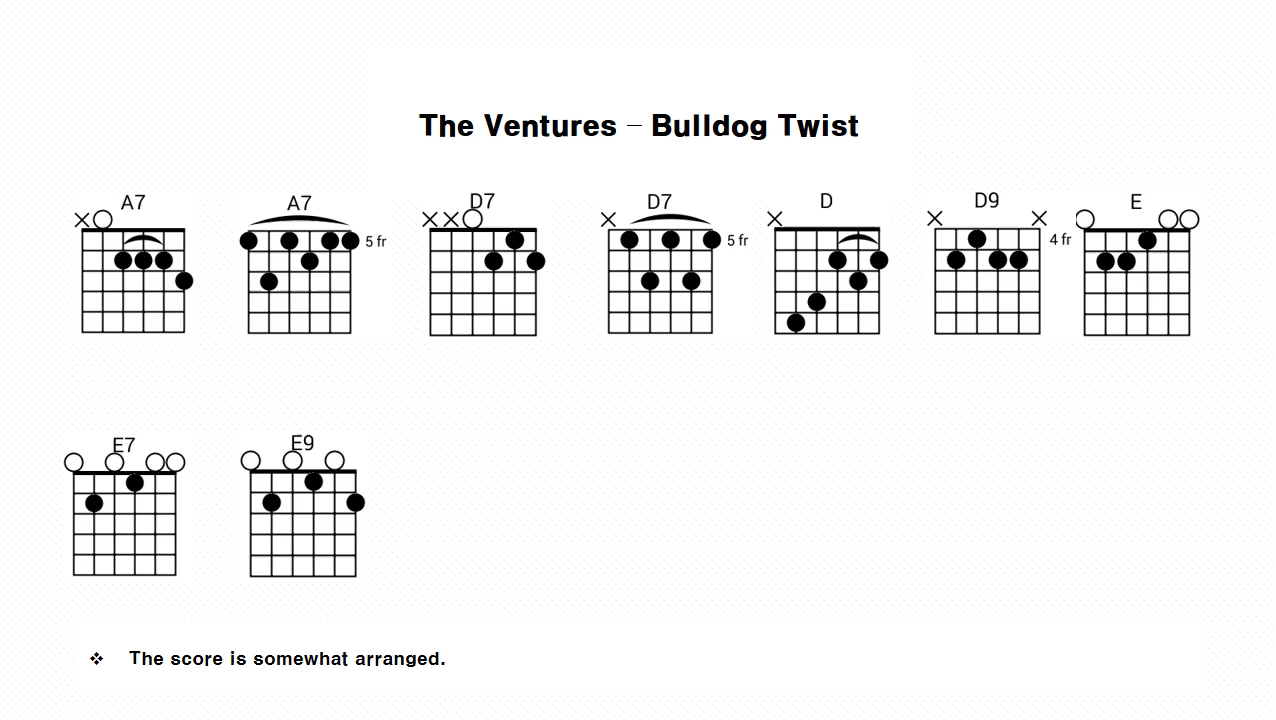 The Ventures – Bulldog Twist
A7 A7 D7 D7 D D9 E
5 fr 5 fr 4 fr
E7 E9
❖ The score is somewhat arranged.